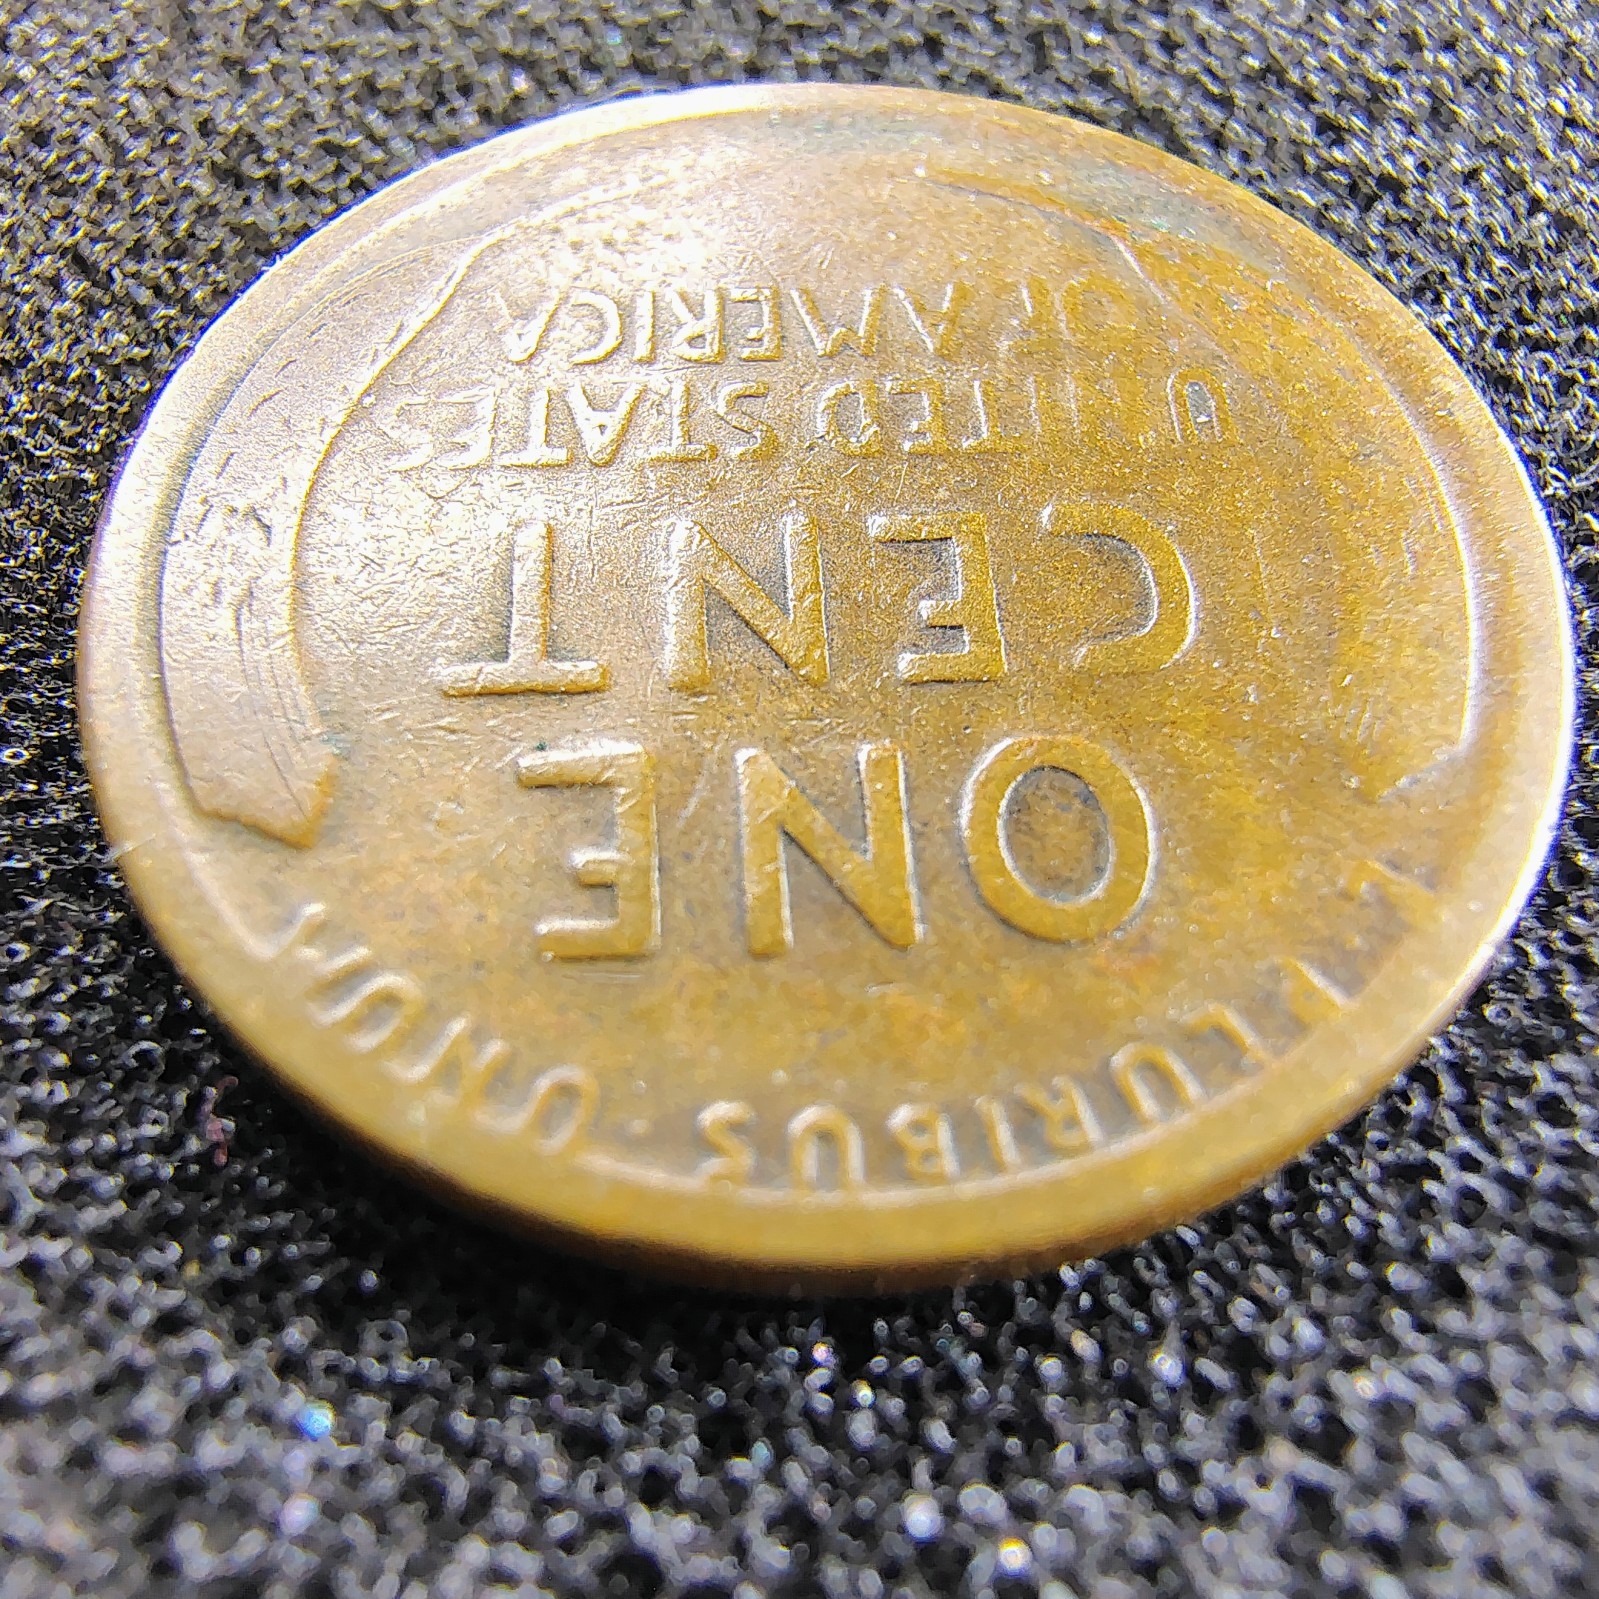 E PLURIBUS · UNUM
ONE
CENT
UNITED STATES
OF AMERICA